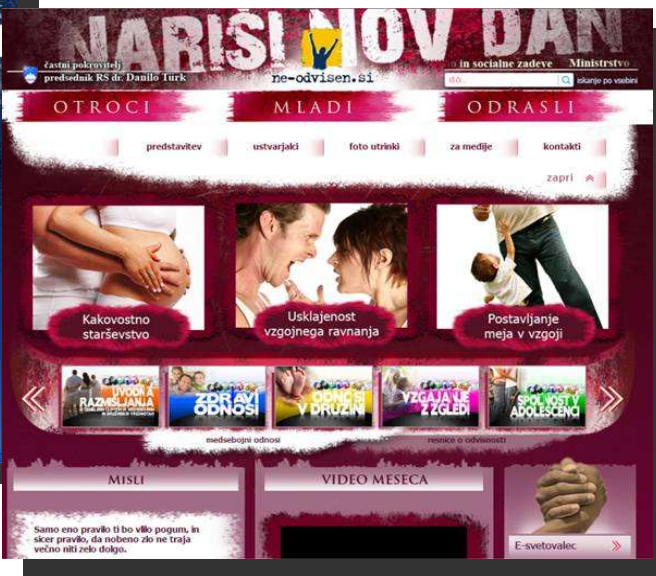 NARIŠI NOV DAN
častni pokrovitelj
predsednik RS dr. Danilo Türk
ne-odvisen.si
in socialne zadeve Ministrstvo
išči...
iskanje po vsebini
OTROCI
MLADI
ODRASLI
predstavitev
ustvarjalci
foto utrinki
za medije
kontakti
zapri
Kakovostno
starševstvo
Usklajenost
vzgojnega ravnanja
Postavljanje
meja v vzgoji
UVODNA
RAZMIŠLJANJA
ZDRAVI
ODNOSI
ODNOSI
V DRUŽINI
VZGAJANJE
Z ZGLEDI
SPOLNOST V
ADOLESCENCI
medsebojni odnosi
resnice o odvisnosti
MISLI
VIDEO MESECA
Samo eno pravilo ti bo vlilo pogum, in
sicer pravilo, da nobeno zlo ne traja
večno niti zelo dolgo.
E-svetovalec